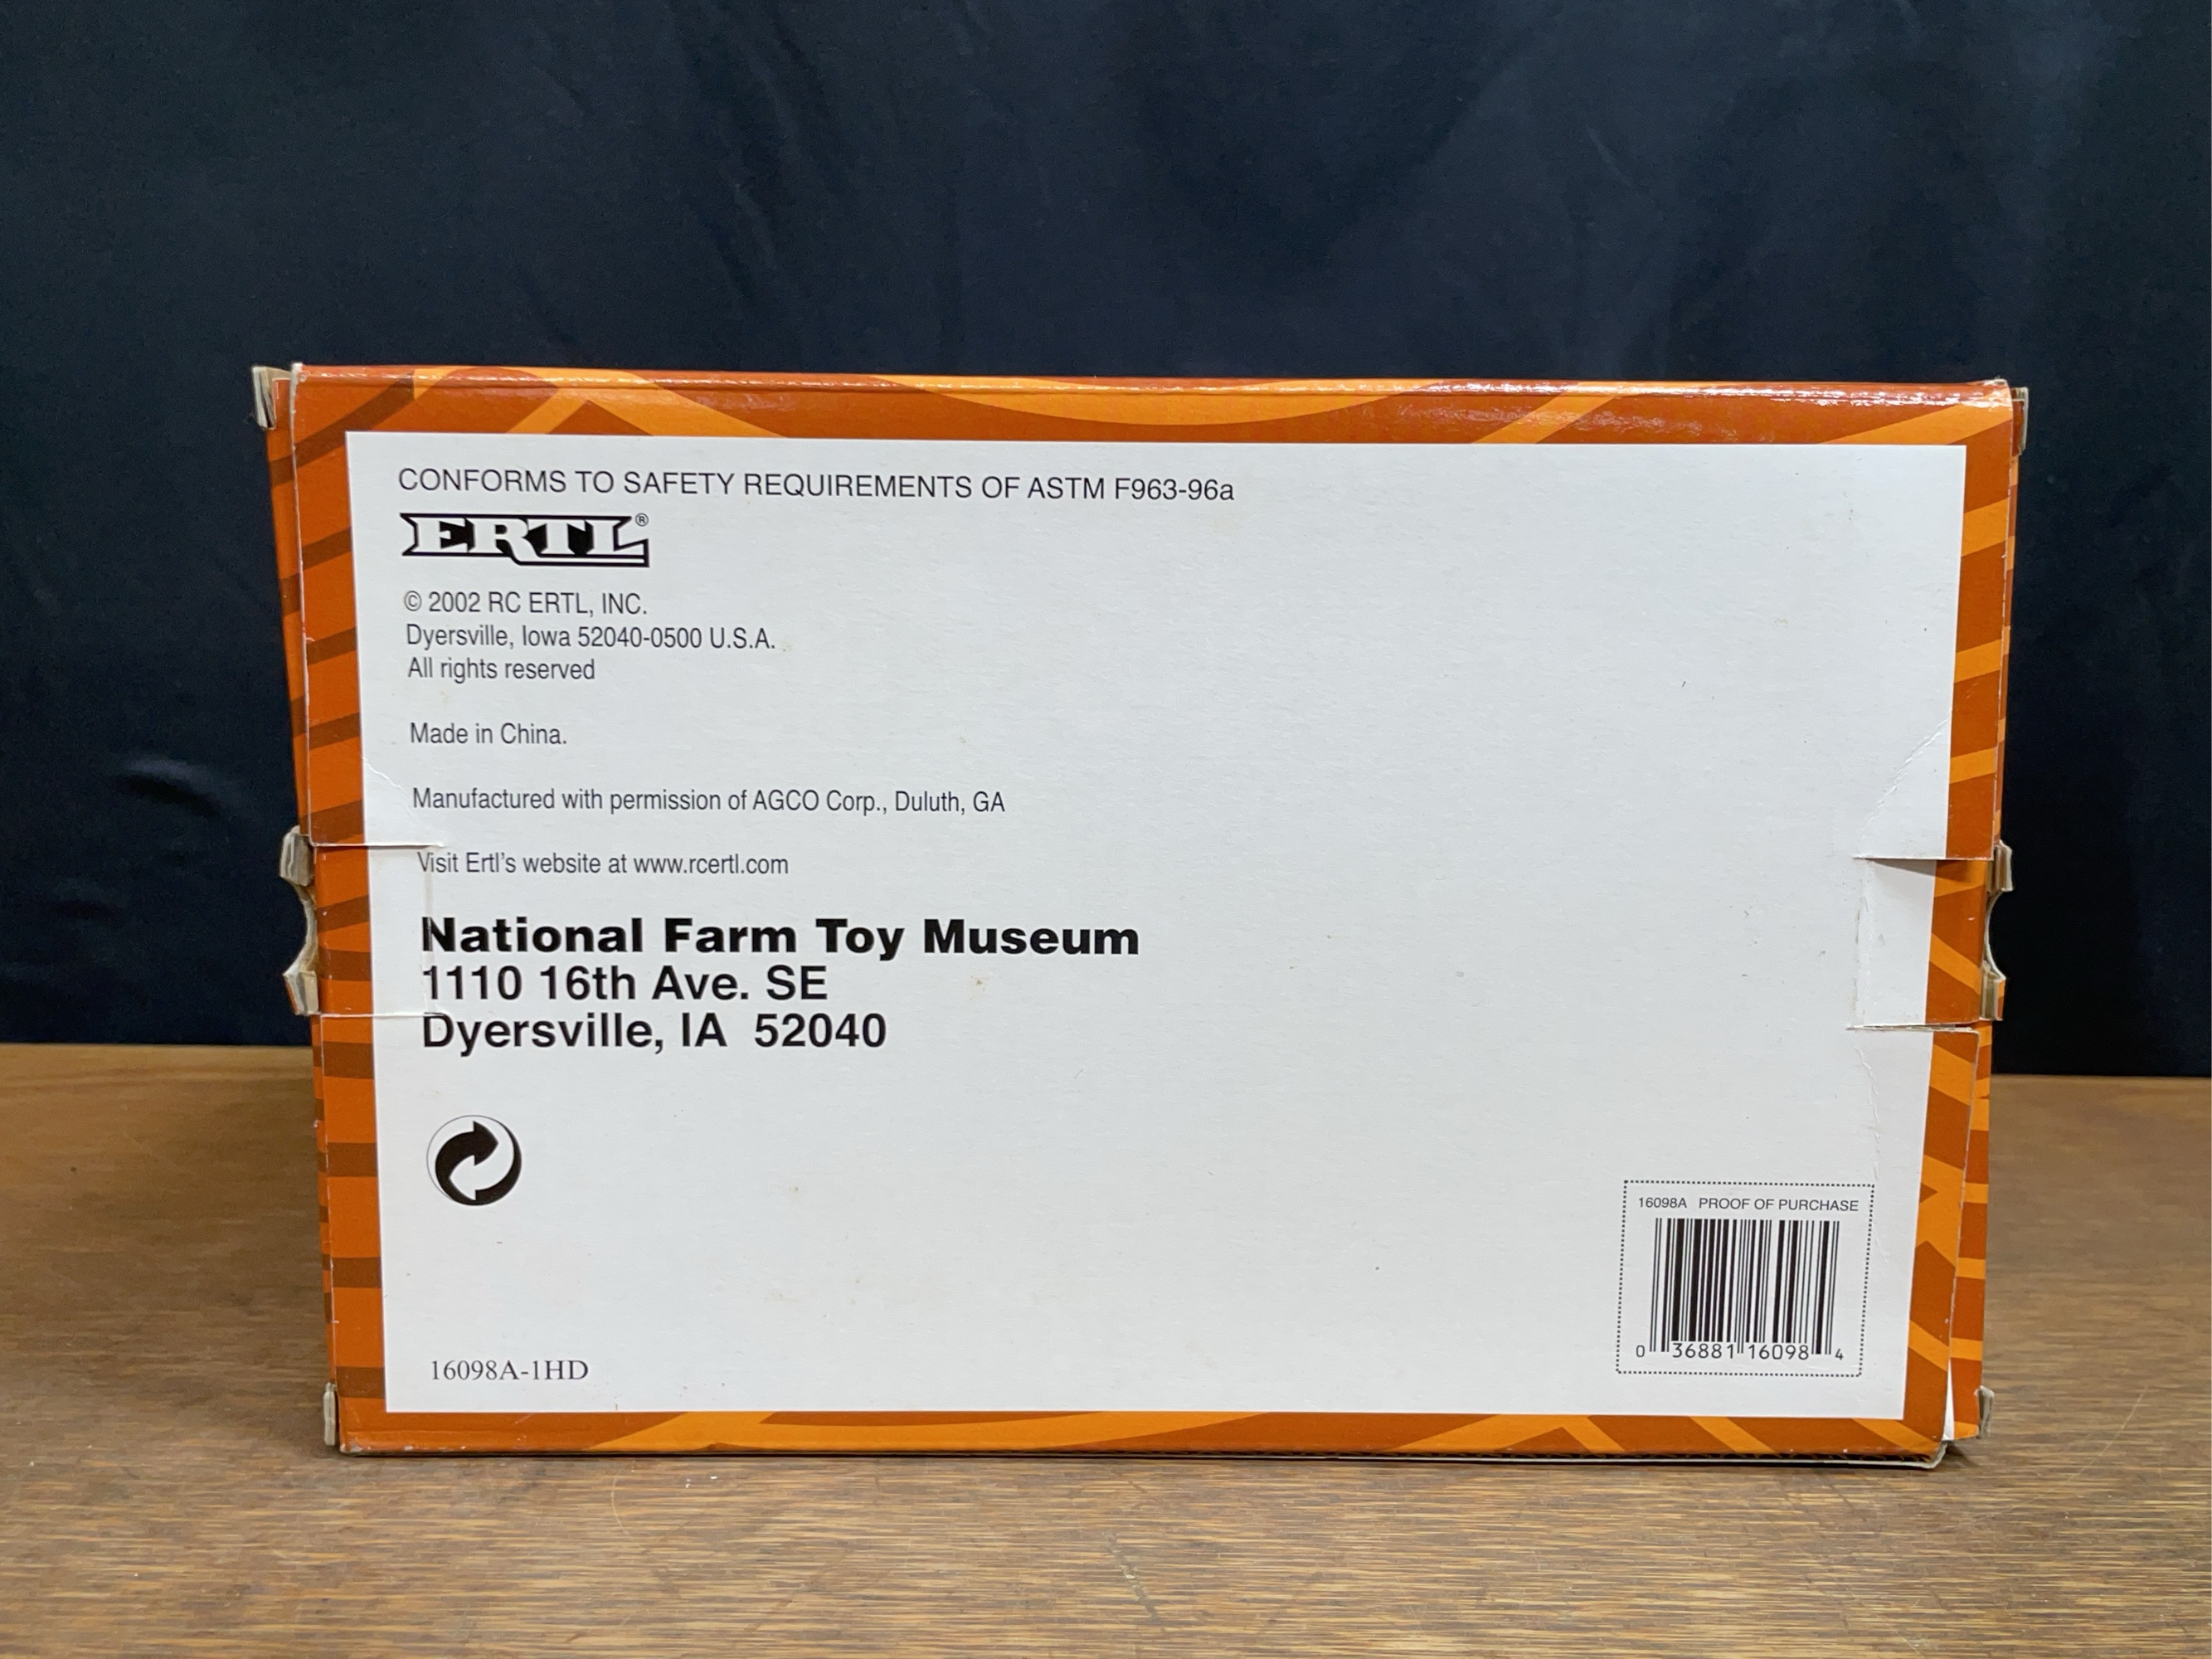 CONFORMS TO SAFETY REQUIREMENTS OF ASTM F963-96a
ERTL®
© 2002 RC ERTL, INC.
Dyersville, Iowa 52040-0500 U.S.A.
All rights reserved
Made in China.
Manufactured with permission of AGCO Corp., Duluth, GA
Visit Ertl's website at www.rcertl.com
National Farm Toy Museum
1110 16th Ave. SE
Dyersville, IA 52040
16098A PROOF OF PURCHASE
0 36881 16098 4
16098A-1HD